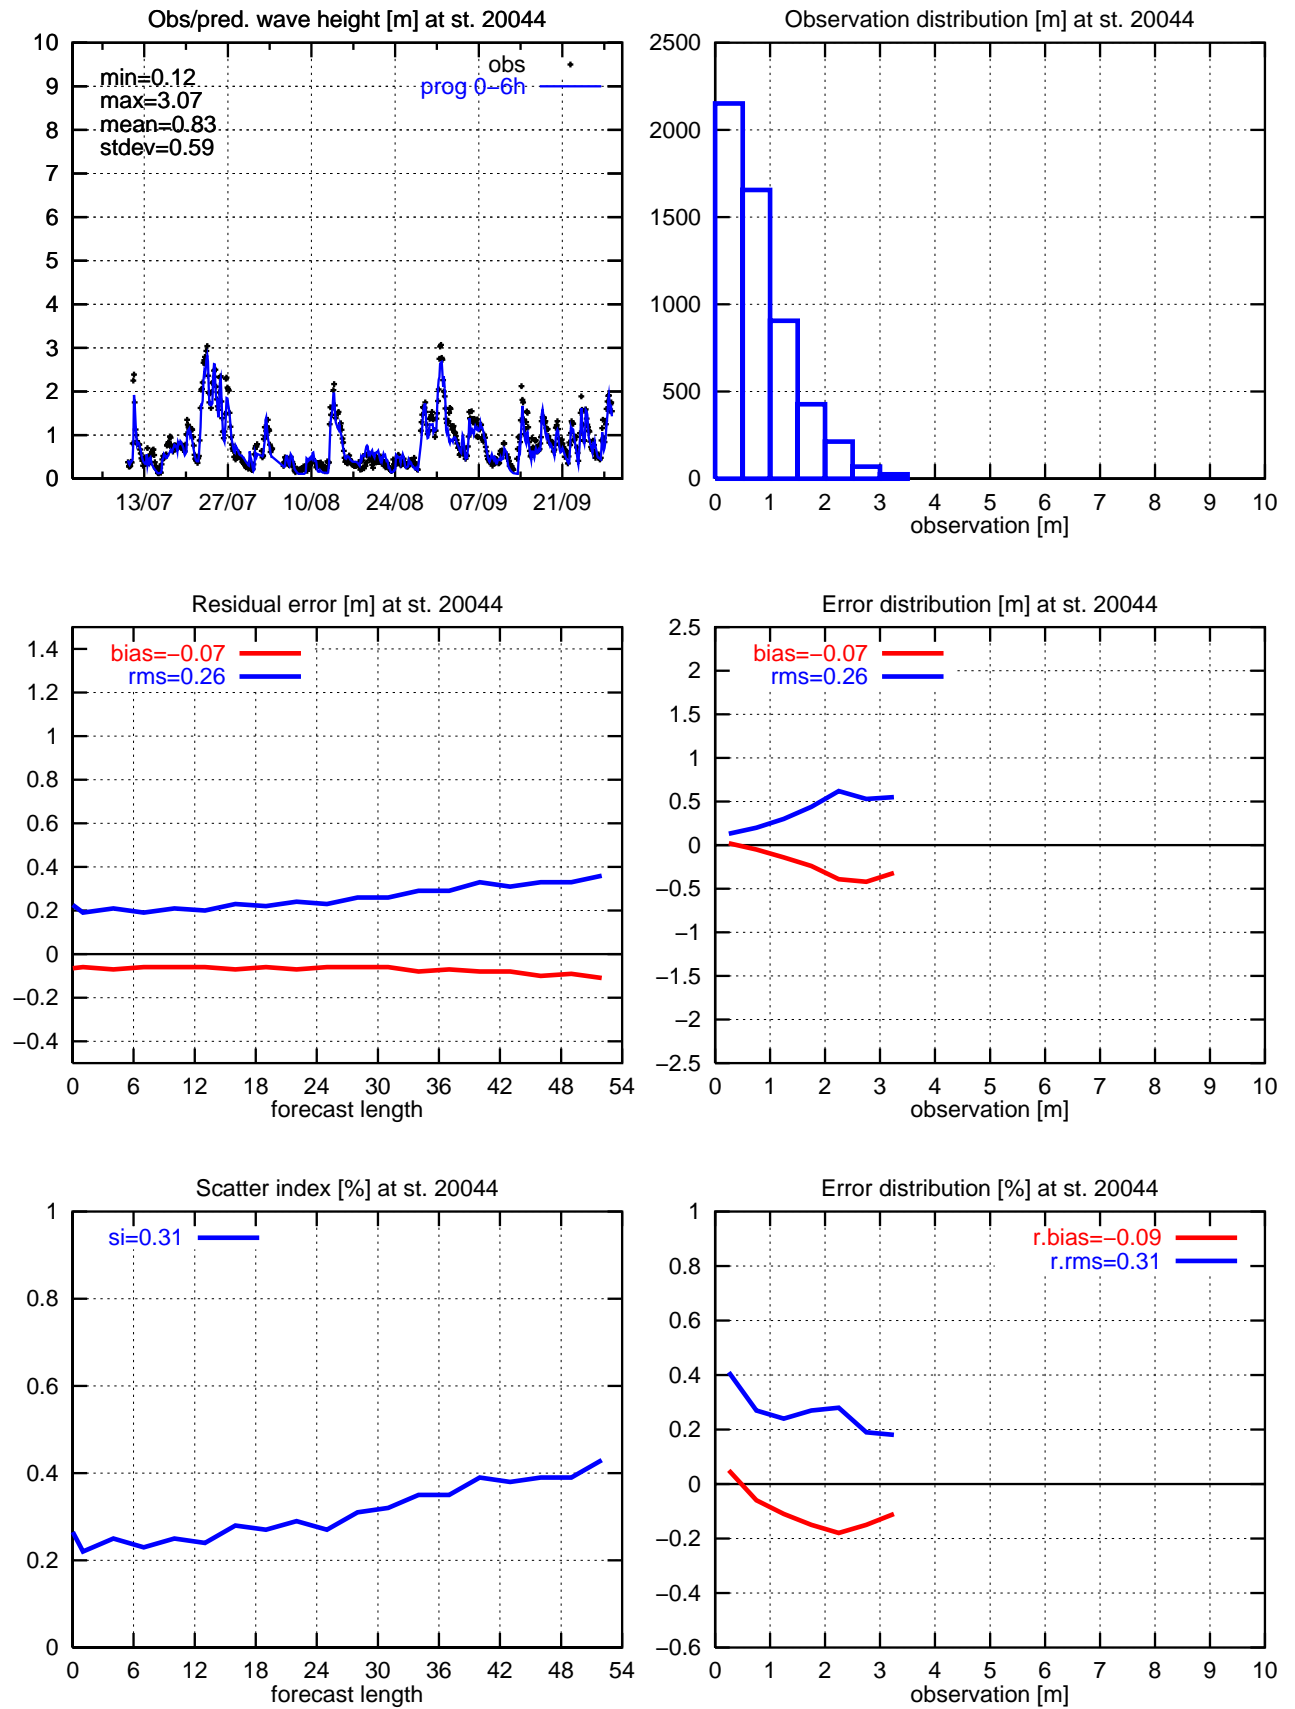 Obs/pred. wave height [m] at st. 20044
10
9
8
7
6
5
4
3
2
1
0
min=0.12
max=3.07
mean=0.83
stdev=0.59
obs
prog 0−6h
13/07 27/07 10/08 24/08 07/09 21/09
Observation distribution [m] at st. 20044
2500
2000
1500
1000
500
0
0 1 2 3 4 5 6 7 8 9 10
observation [m]
Residual error [m] at st. 20044
1.4
1.2
1
0.8
0.6
0.4
0.2
0
−0.2
−0.4
bias=−0.07
rms=0.26
0 6 12 18 24 30 36 42 48 54
forecast length
Error distribution [m] at st. 20044
2.5
2
1.5
1
0.5
0
−0.5
−1
−1.5
−2
−2.5
bias=−0.07
rms=0.26
0 1 2 3 4 5 6 7 8 9 10
observation [m]
Scatter index [%] at st. 20044
1
0.8
0.6
0.4
0.2
0
si=0.31
0 6 12 18 24 30 36 42 48 54
forecast length
Error distribution [%] at st. 20044
1
0.8
0.6
0.4
0.2
0
−0.2
−0.4
−0.6
r.bias=−0.09
r.rms=0.31
0 1 2 3 4 5 6 7 8 9 10
observation [m]